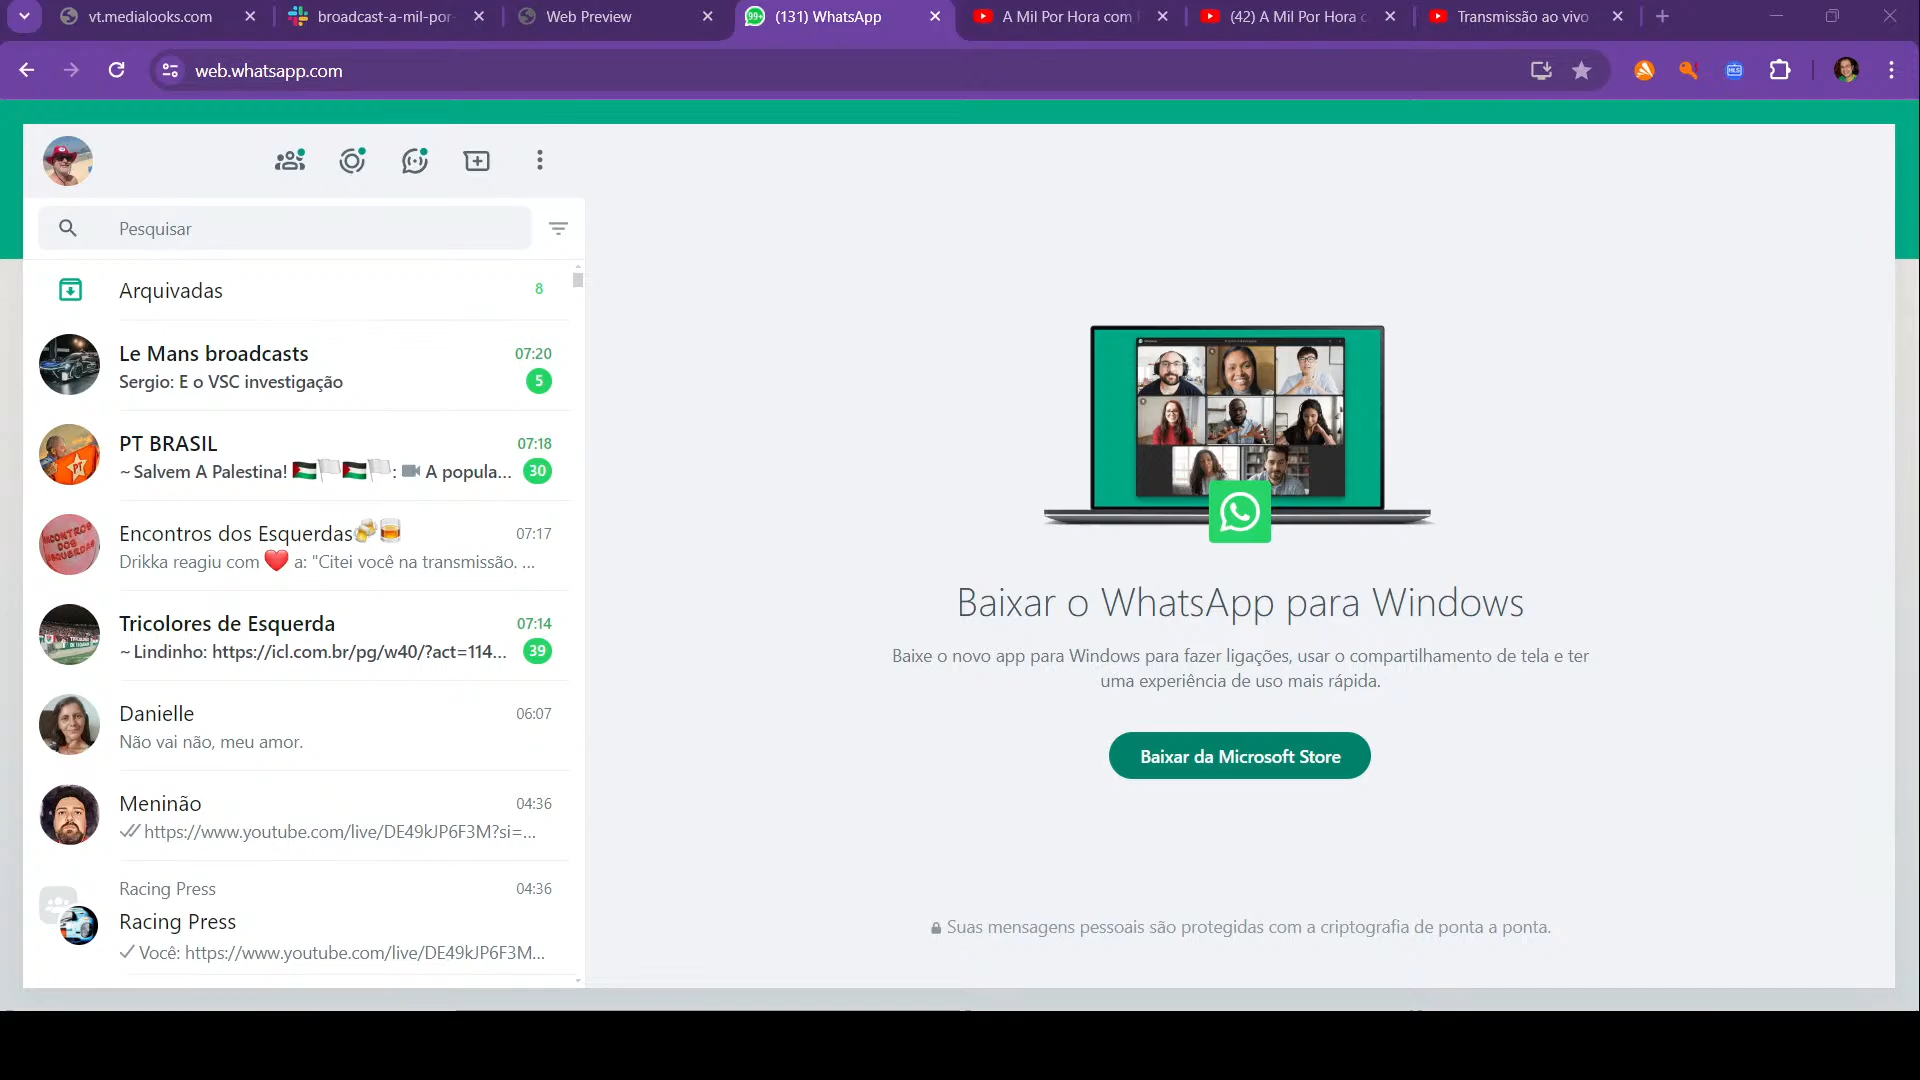 vt.medialooks.com
broadcast-a-mil-por-
Web Preview
99+
(131) WhatsApp
A Mil Por Hora com
(42) A Mil Por Hora c
Transmissão ao vivo
web.whatsapp.com
HLS
Pesquisar
Arquivadas
8
Le Mans broadcasts
07:20
Sergio: E o VSC investigação
5
PT BRASIL
07:18
~ Salvem A Palestina! 🇵🇸🏳️🇵🇸🏳️: A popula...
30
Encontros dos Esquerdas🍻🥃
07:17
Drikka reagiu com ❤️ a: "Citei você na transmissão. ...
ENCONTROS DOS ESQUERDAS
Tricolores de Esquerda
07:14
~ Lindinho: https://icl.com.br/pg/w40/?act=114...
39
Danielle
06:07
Não vai não, meu amor.
Meninão
04:36
https://www.youtube.com/live/DE49kJP6F3M?si=...
Racing Press
04:36
Racing Press
Você: https://www.youtube.com/live/DE49kJP6F3M...
Baixar o WhatsApp para Windows
Baixe o novo app para Windows para fazer ligações, usar o compartilhamento de tela e ter
uma experiência de uso mais rápida.
Baixar da Microsoft Store
Suas mensagens pessoais são protegidas com a criptografia de ponta a ponta.